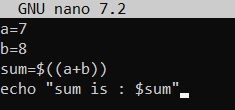 GNU nano 7.2
a=7
b=8
sum=$((a+b))
echo "sum is : $sum"